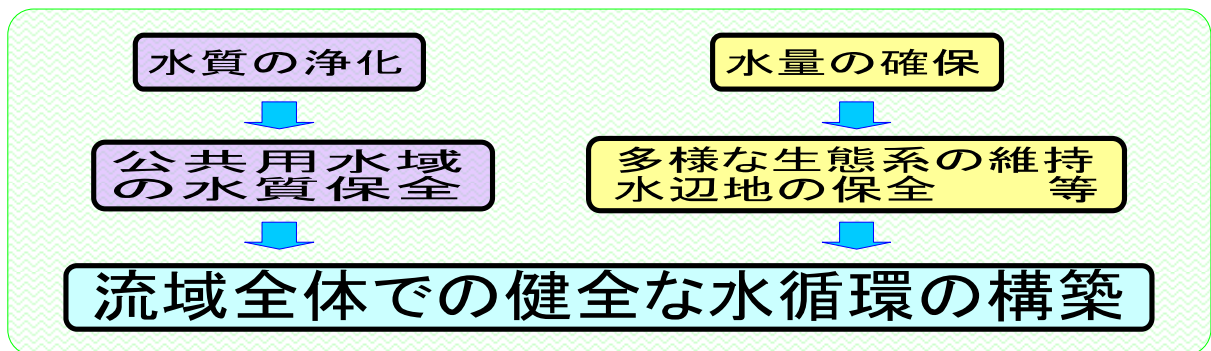 水質の浄化
水量の確保
公共用水域
の水質保全
多様な生態系の維持
水辺地の保全　　等
流域全体での健全な水循環の構築